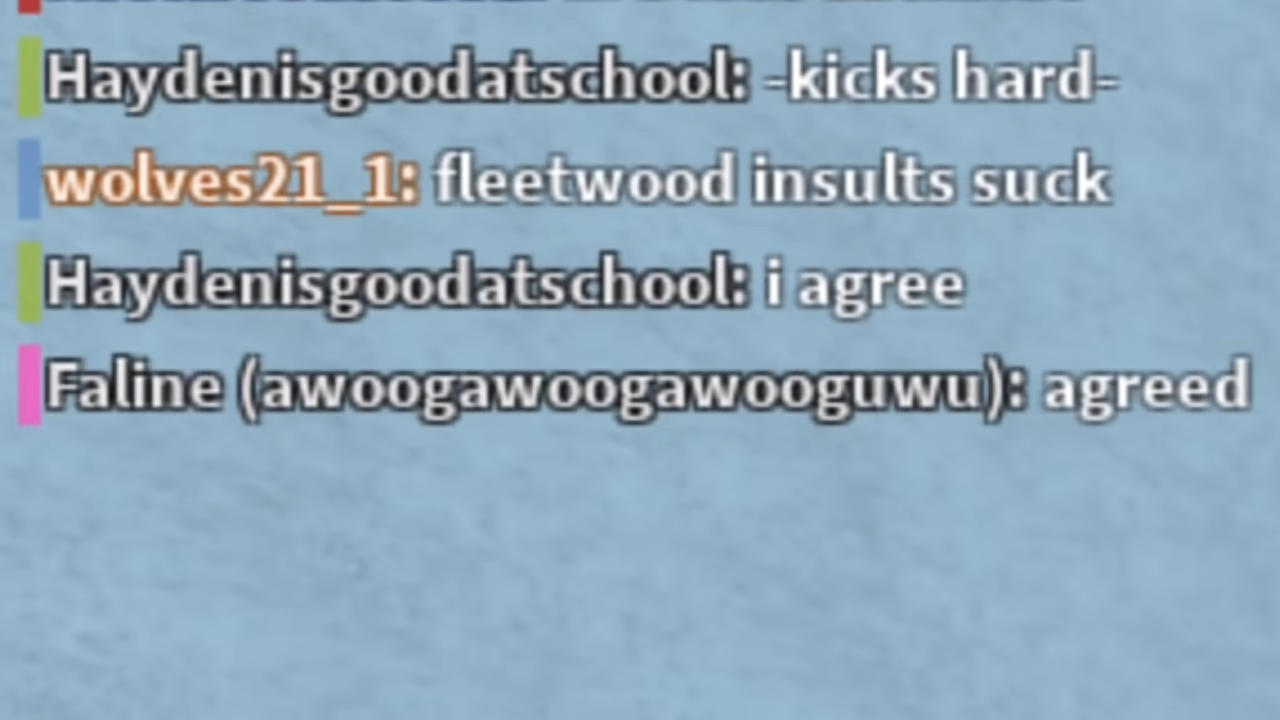 Haydenisgoodatschool: -kicks hard-
wolves21_1: fleetwood insults suck
Haydenisgoodatschool: i agree
Faline (awoogawoogawooguwu): agreed